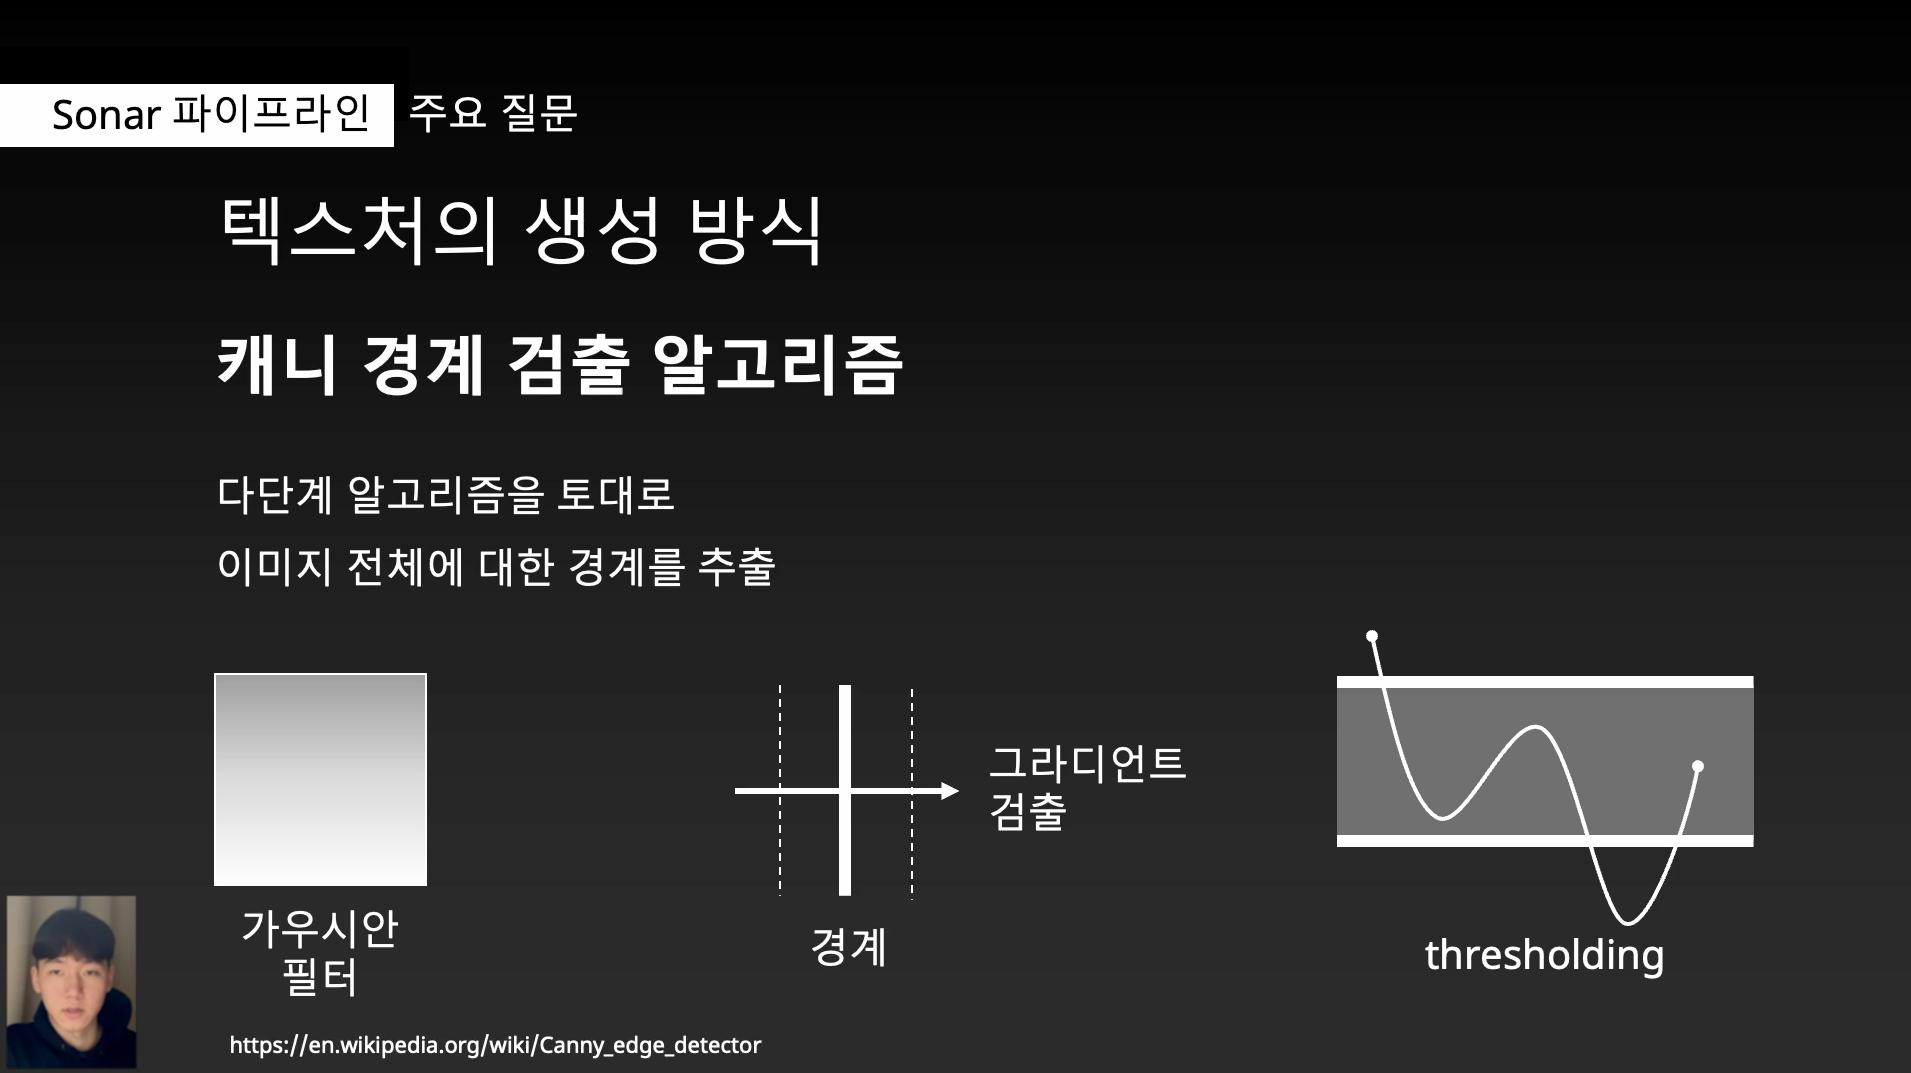 Sonar 파이프라인 주요 질문
텍스처의 생성 방식
캐니 경계 검출 알고리즘
다단계 알고리즘을 토대로
이미지 전체에 대한 경계를 추출
가우시안
필터
그라디언트
검출
경계
thresholding
https://en.wikipedia.org/wiki/Canny_edge_detector